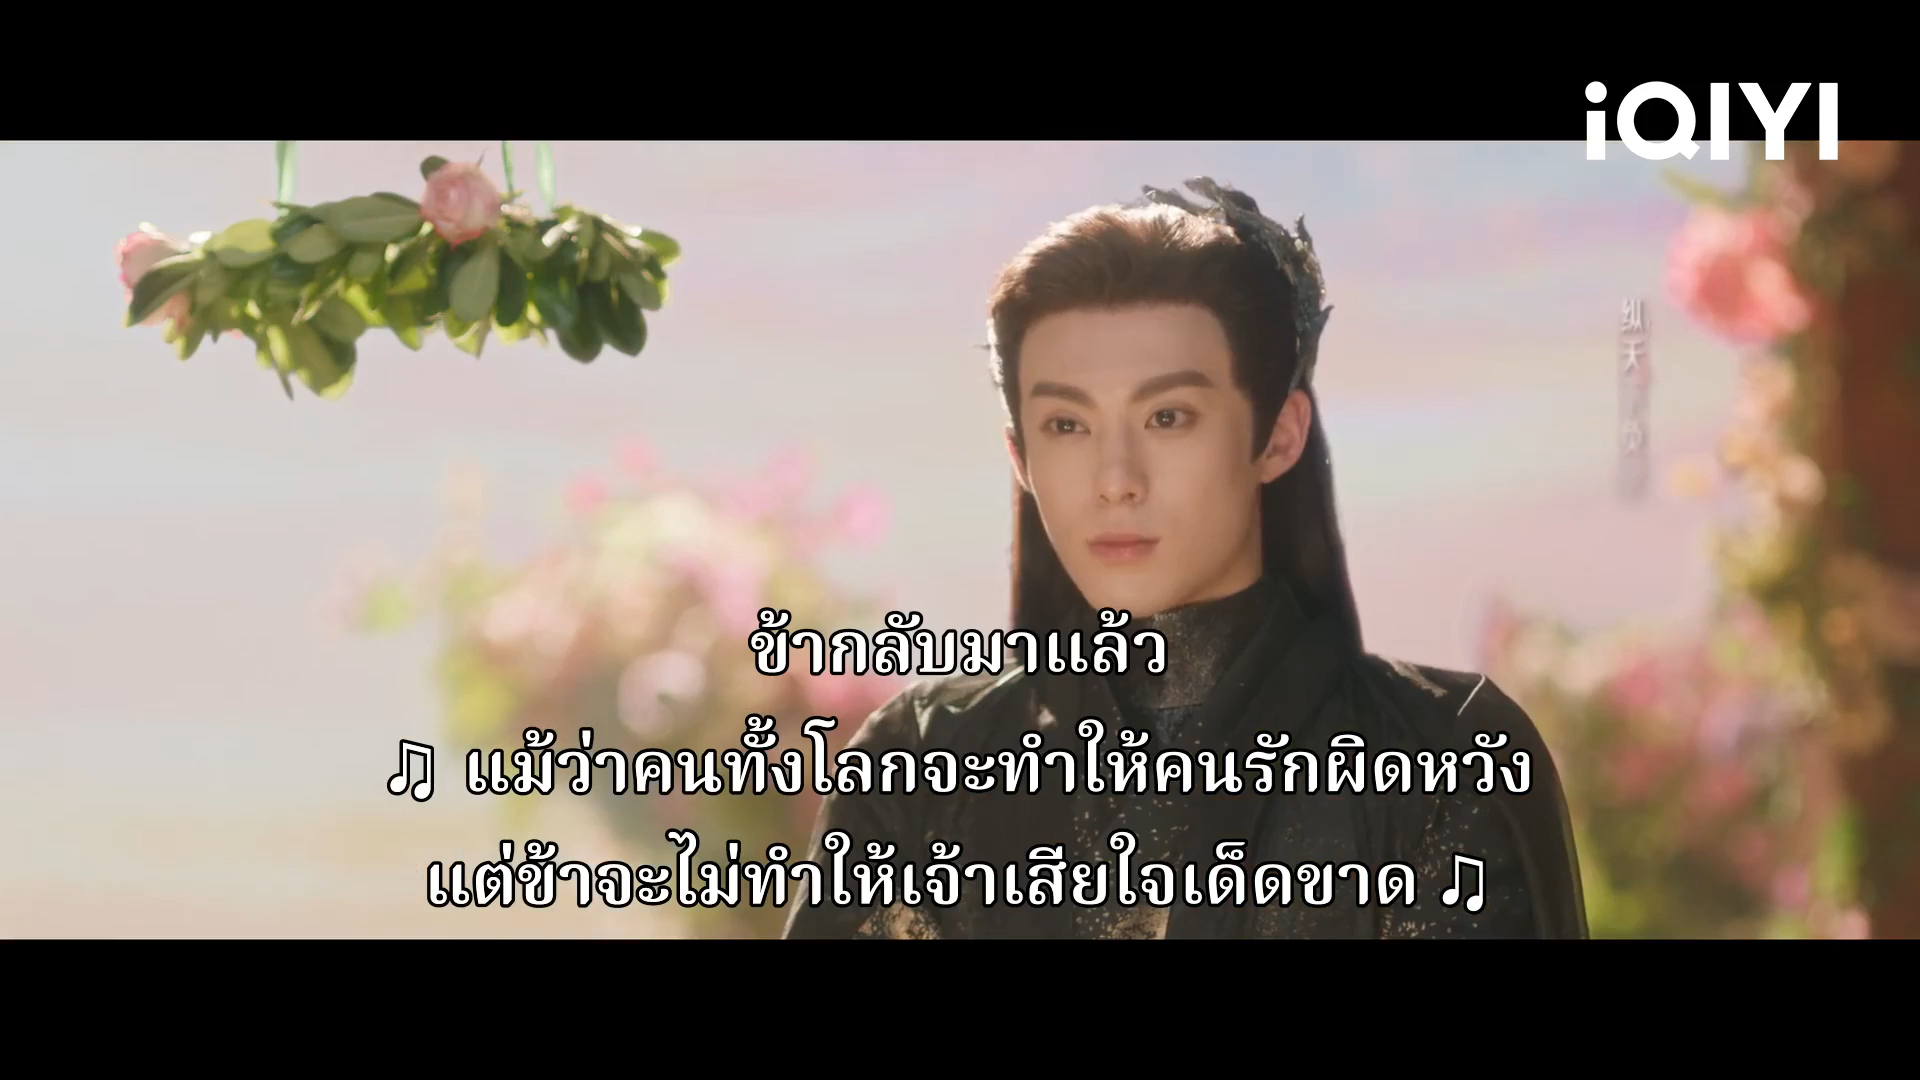 iQIYI
纵天
ข้ากลับมาแล้ว
♫ แม้ว่าคนทั้งโลกจะทำให้คนรักผิดหวัง
แต่ข้าจะไม่ทำให้เจ้าเสียใจเด็ดขาด ♫